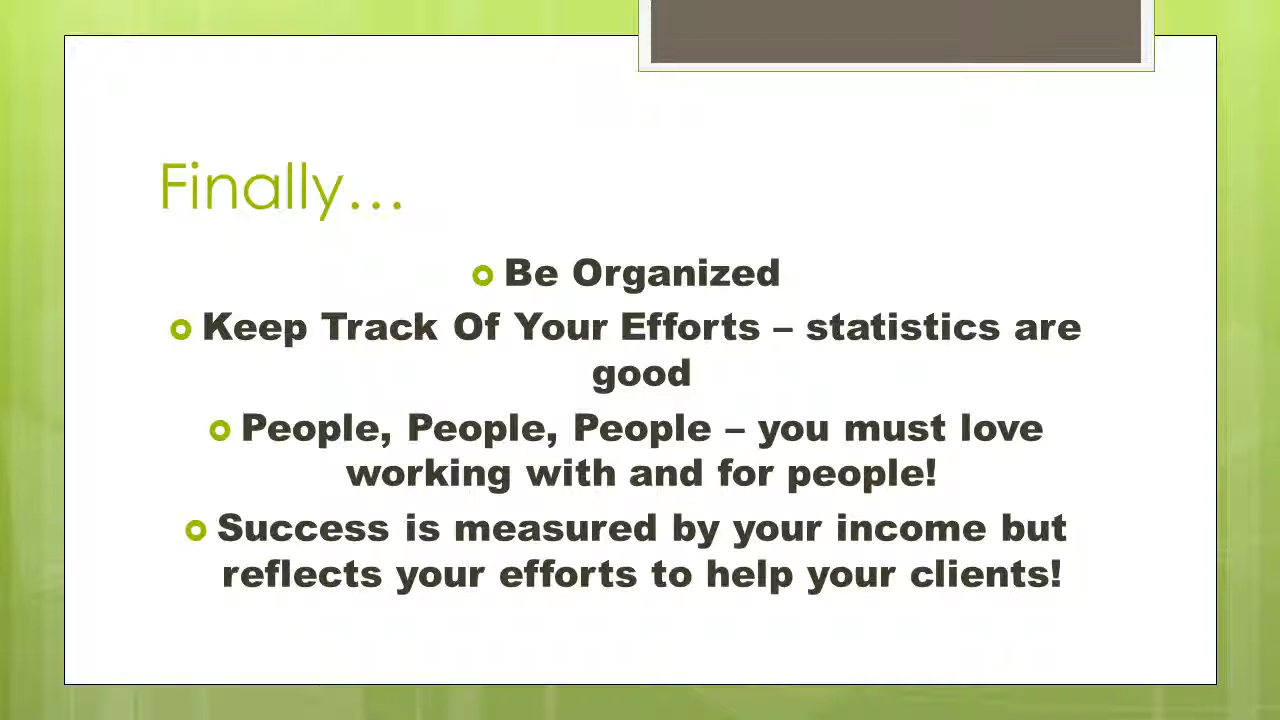 Finally…
Be Organized
Keep Track Of Your Efforts – statistics are
good
People, People, People – you must love
working with and for people!
Success is measured by your income but
reflects your efforts to help your clients!